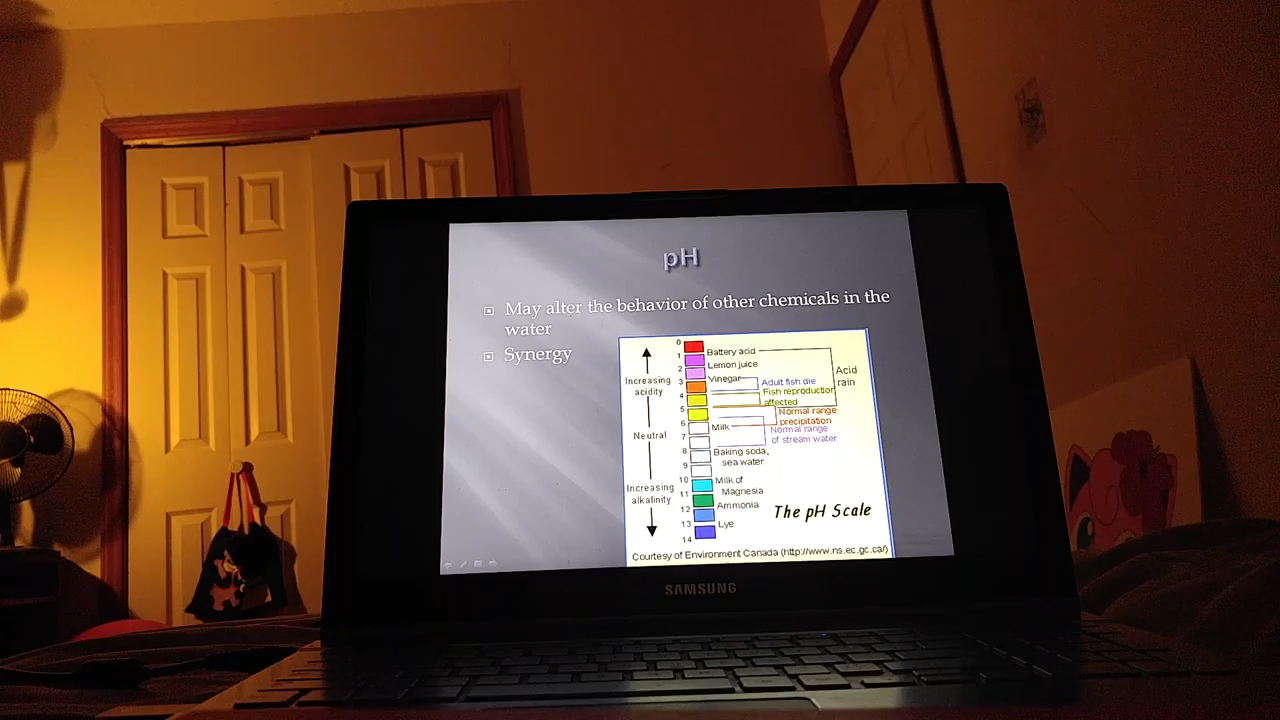 pH
May alter the behavior of other chemicals in the
water
Synergy
0
1
2
3
4
5
6
7
8
9
10
11
12
13
14
Increasing
acidity
Neutral
Increasing
alkalinity
Battery acid
Lemon juice
Vinegar
Adult fish die
Fish reproduction
affected
Acid
rain
Normal range
precipitation
Milk
Normal range
of stream water
Baking soda,
sea water
Milk of
Magnesia
Ammonia
Lye
The pH Scale
Courtesy of Environment Canada (http://www.ns.ec.gc.ca/)
SAMSUNG